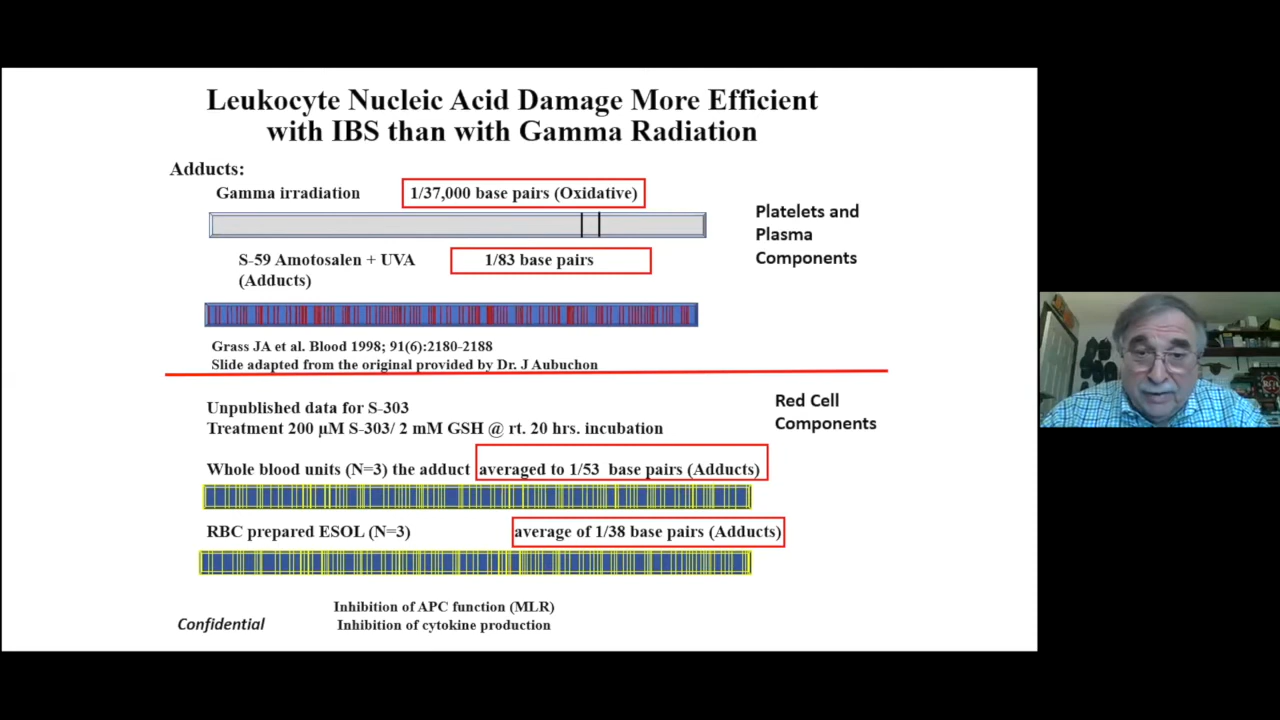 Leukocyte Nucleic Acid Damage More Efficient
with IBS than with Gamma Radiation
Adducts:
Gamma irradiation 1/37,000 base pairs (Oxidative)
Platelets and
Plasma
Components
S-59 Amotosalen + UVA 1/83 base pairs
(Adducts)
Grass JA et al. Blood 1998; 91(6):2180-2188
Slide adapted from the original provided by Dr. J Aubuchon
Red Cell
Components
Unpublished data for S-303
Treatment 200 µM S-303/ 2 mM GSH @ rt. 20 hrs. incubation
Whole blood units (N=3) the adduct averaged to 1/53 base pairs (Adducts)
RBC prepared ESOL (N=3) average of 1/38 base pairs (Adducts)
Inhibition of APC function (MLR)
Confidential
Inhibition of cytokine production